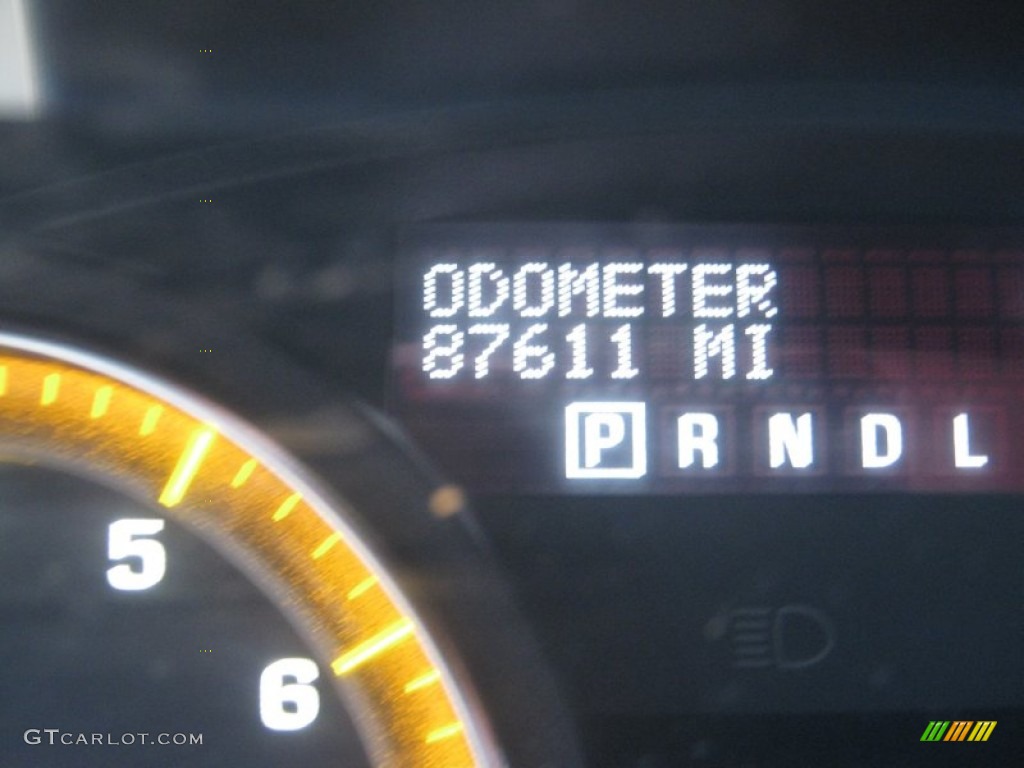 ODOMETER
87611 MI
P R N D L
5
6
GTCARLOT.COM